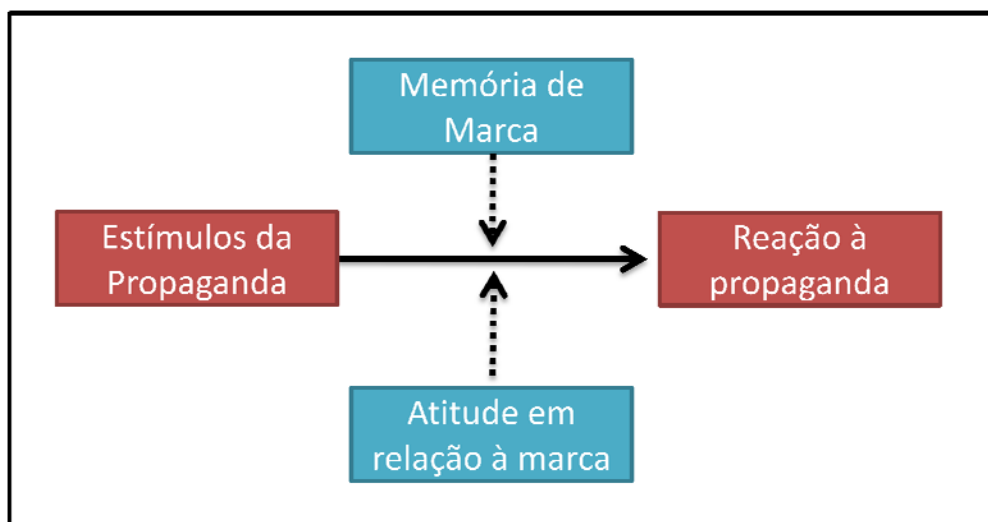 Memória de
Marca
Estímulos da
Propaganda
Reação à
propaganda
Atitude em
relação à marca